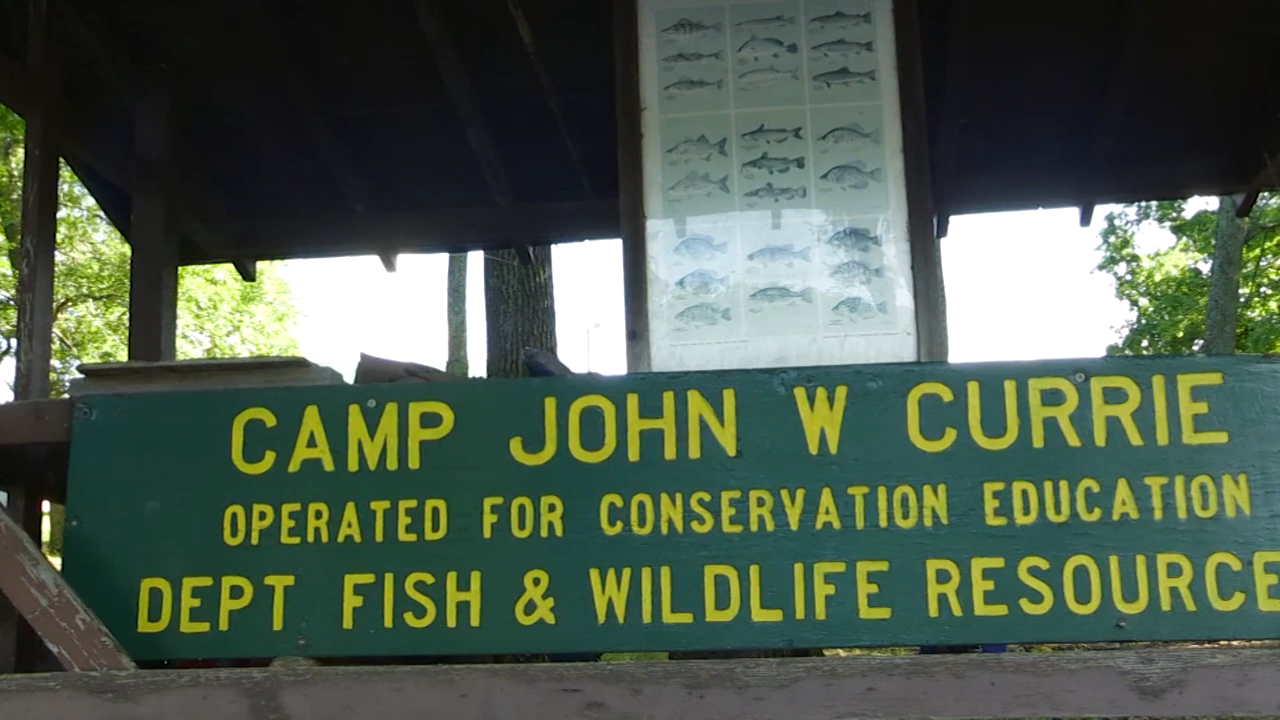 CAMP JOHN W CURRIE
OPERATED FOR CONSERVATION EDUCATION
DEPT FISH & WILDLIFE RESOURCE